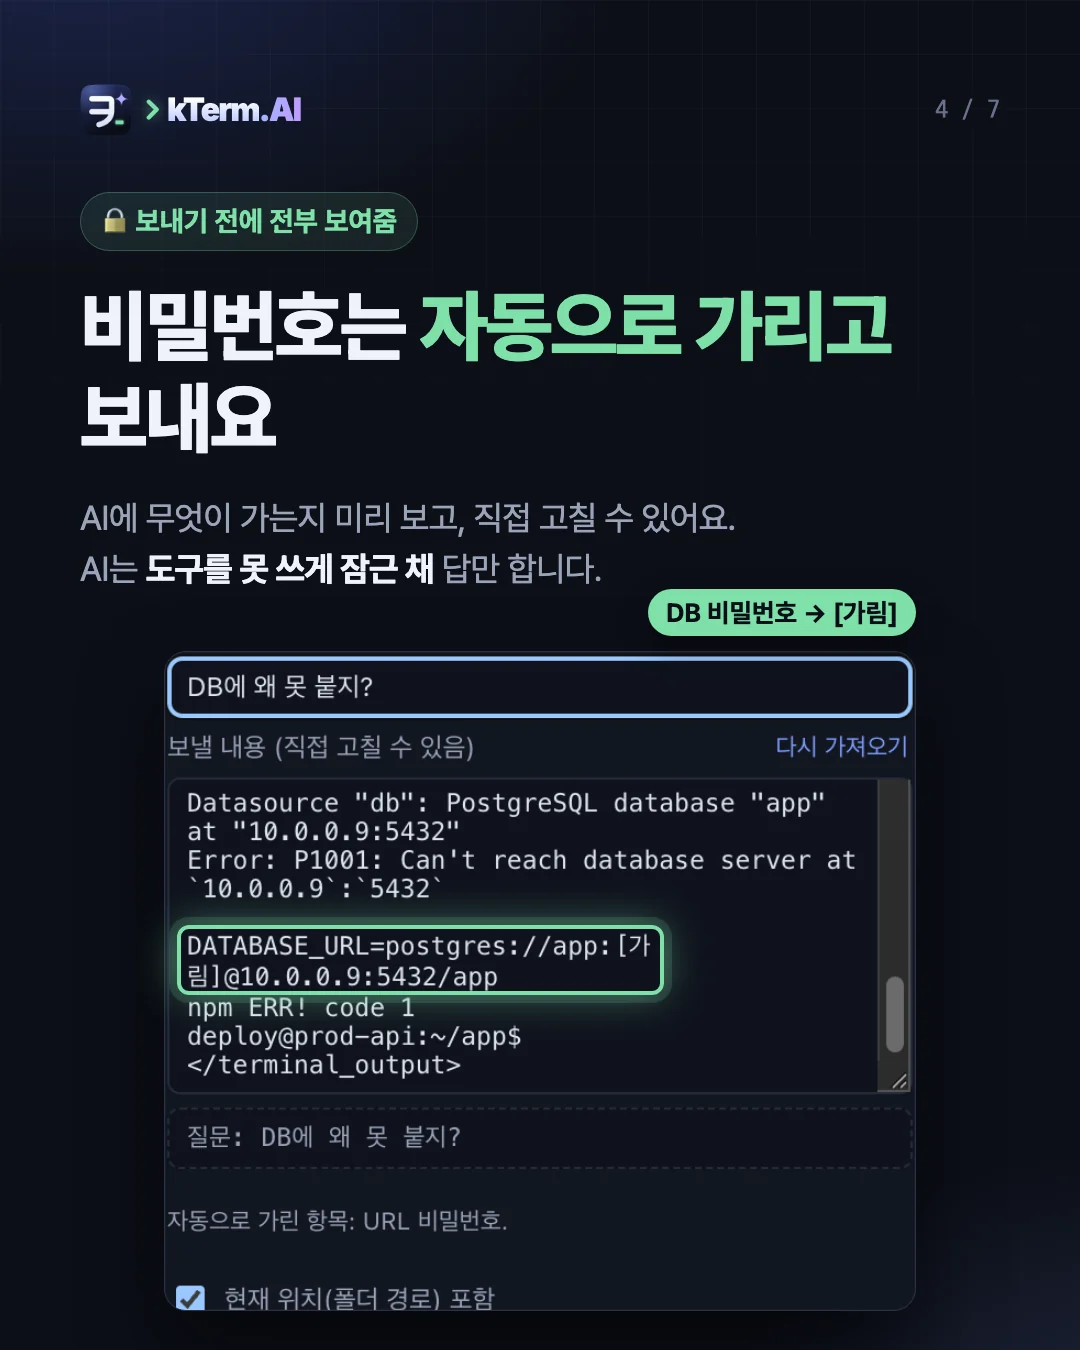 ㅋ_ > kTerm.AI
4 / 7
보내기 전에 전부 보여줌
비밀번호는 자동으로 가리고
보내요
AI에 무엇이 가는지 미리 보고, 직접 고칠 수 있어요.
AI는 도구를 못 쓰게 잠근 채 답만 합니다.
DB 비밀번호 → [가림]
DB에 왜 못 붙지?
보낼 내용 (직접 고칠 수 있음) 다시 가져오기
Datasource "db": PostgreSQL database "app"
at "10.0.0.9:5432"
Error: P1001: Can't reach database server at
`10.0.0.9`:`5432`
DATABASE_URL=postgres://app:[가
림]@10.0.0.9:5432/app
npm ERR! code 1
deploy@prod-api:~/app$
</terminal_output>
질문: DB에 왜 못 붙지?
자동으로 가린 항목: URL 비밀번호.
현재 위치(폴더 경로) 포함